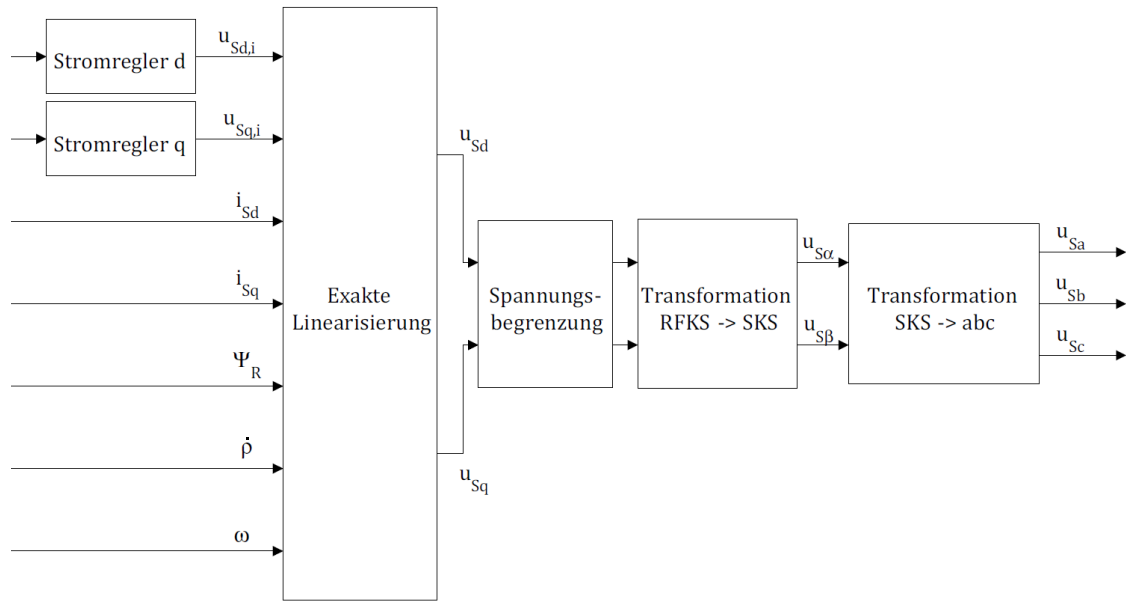 u_Sd,i
Stromregler d
u_Sq,i
Stromregler q
i_Sd
i_Sq
Ψ_R
ρ̇
ω
Exakte
Linearisierung
u_Sd
u_Sq
Spannungs-
begrenzung
Transformation
RFKS -> SKS
u_Sα
u_Sβ
Transformation
SKS -> abc
u_Sa
u_Sb
u_Sc